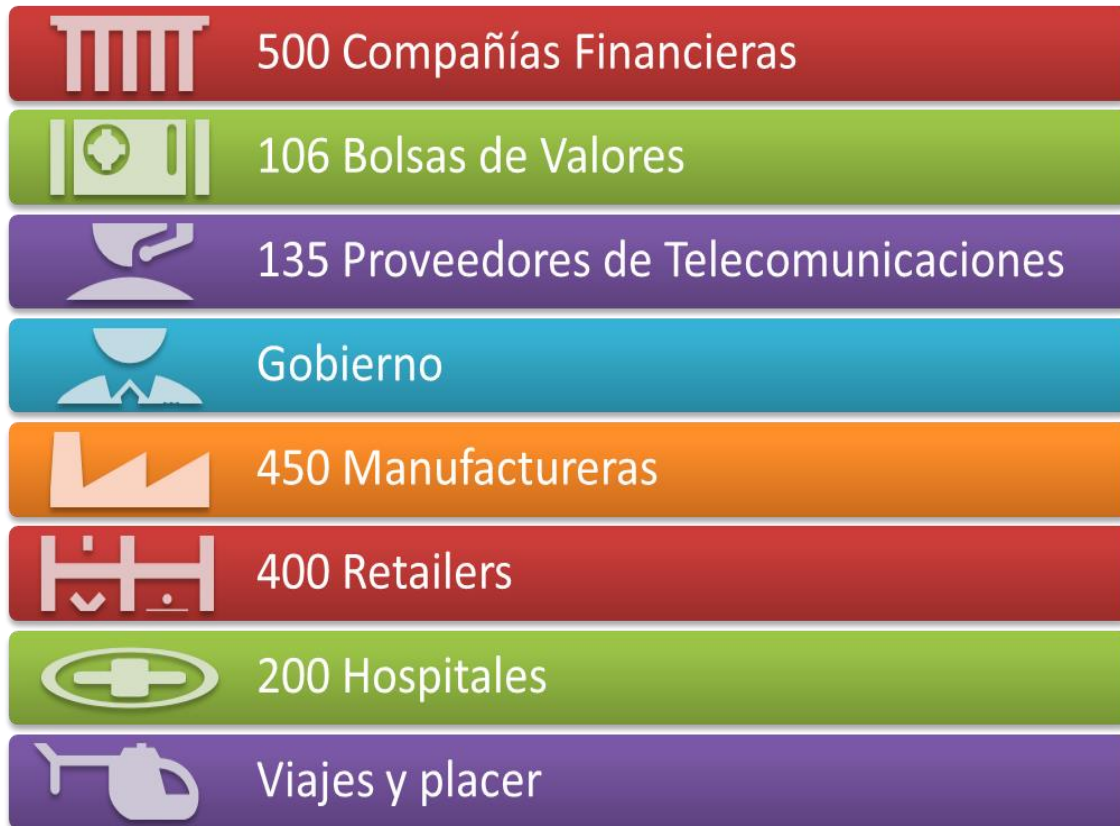 500 Compañías Financieras
106 Bolsas de Valores
135 Proveedores de Telecomunicaciones
Gobierno
450 Manufactureras
400 Retailers
200 Hospitales
Viajes y placer